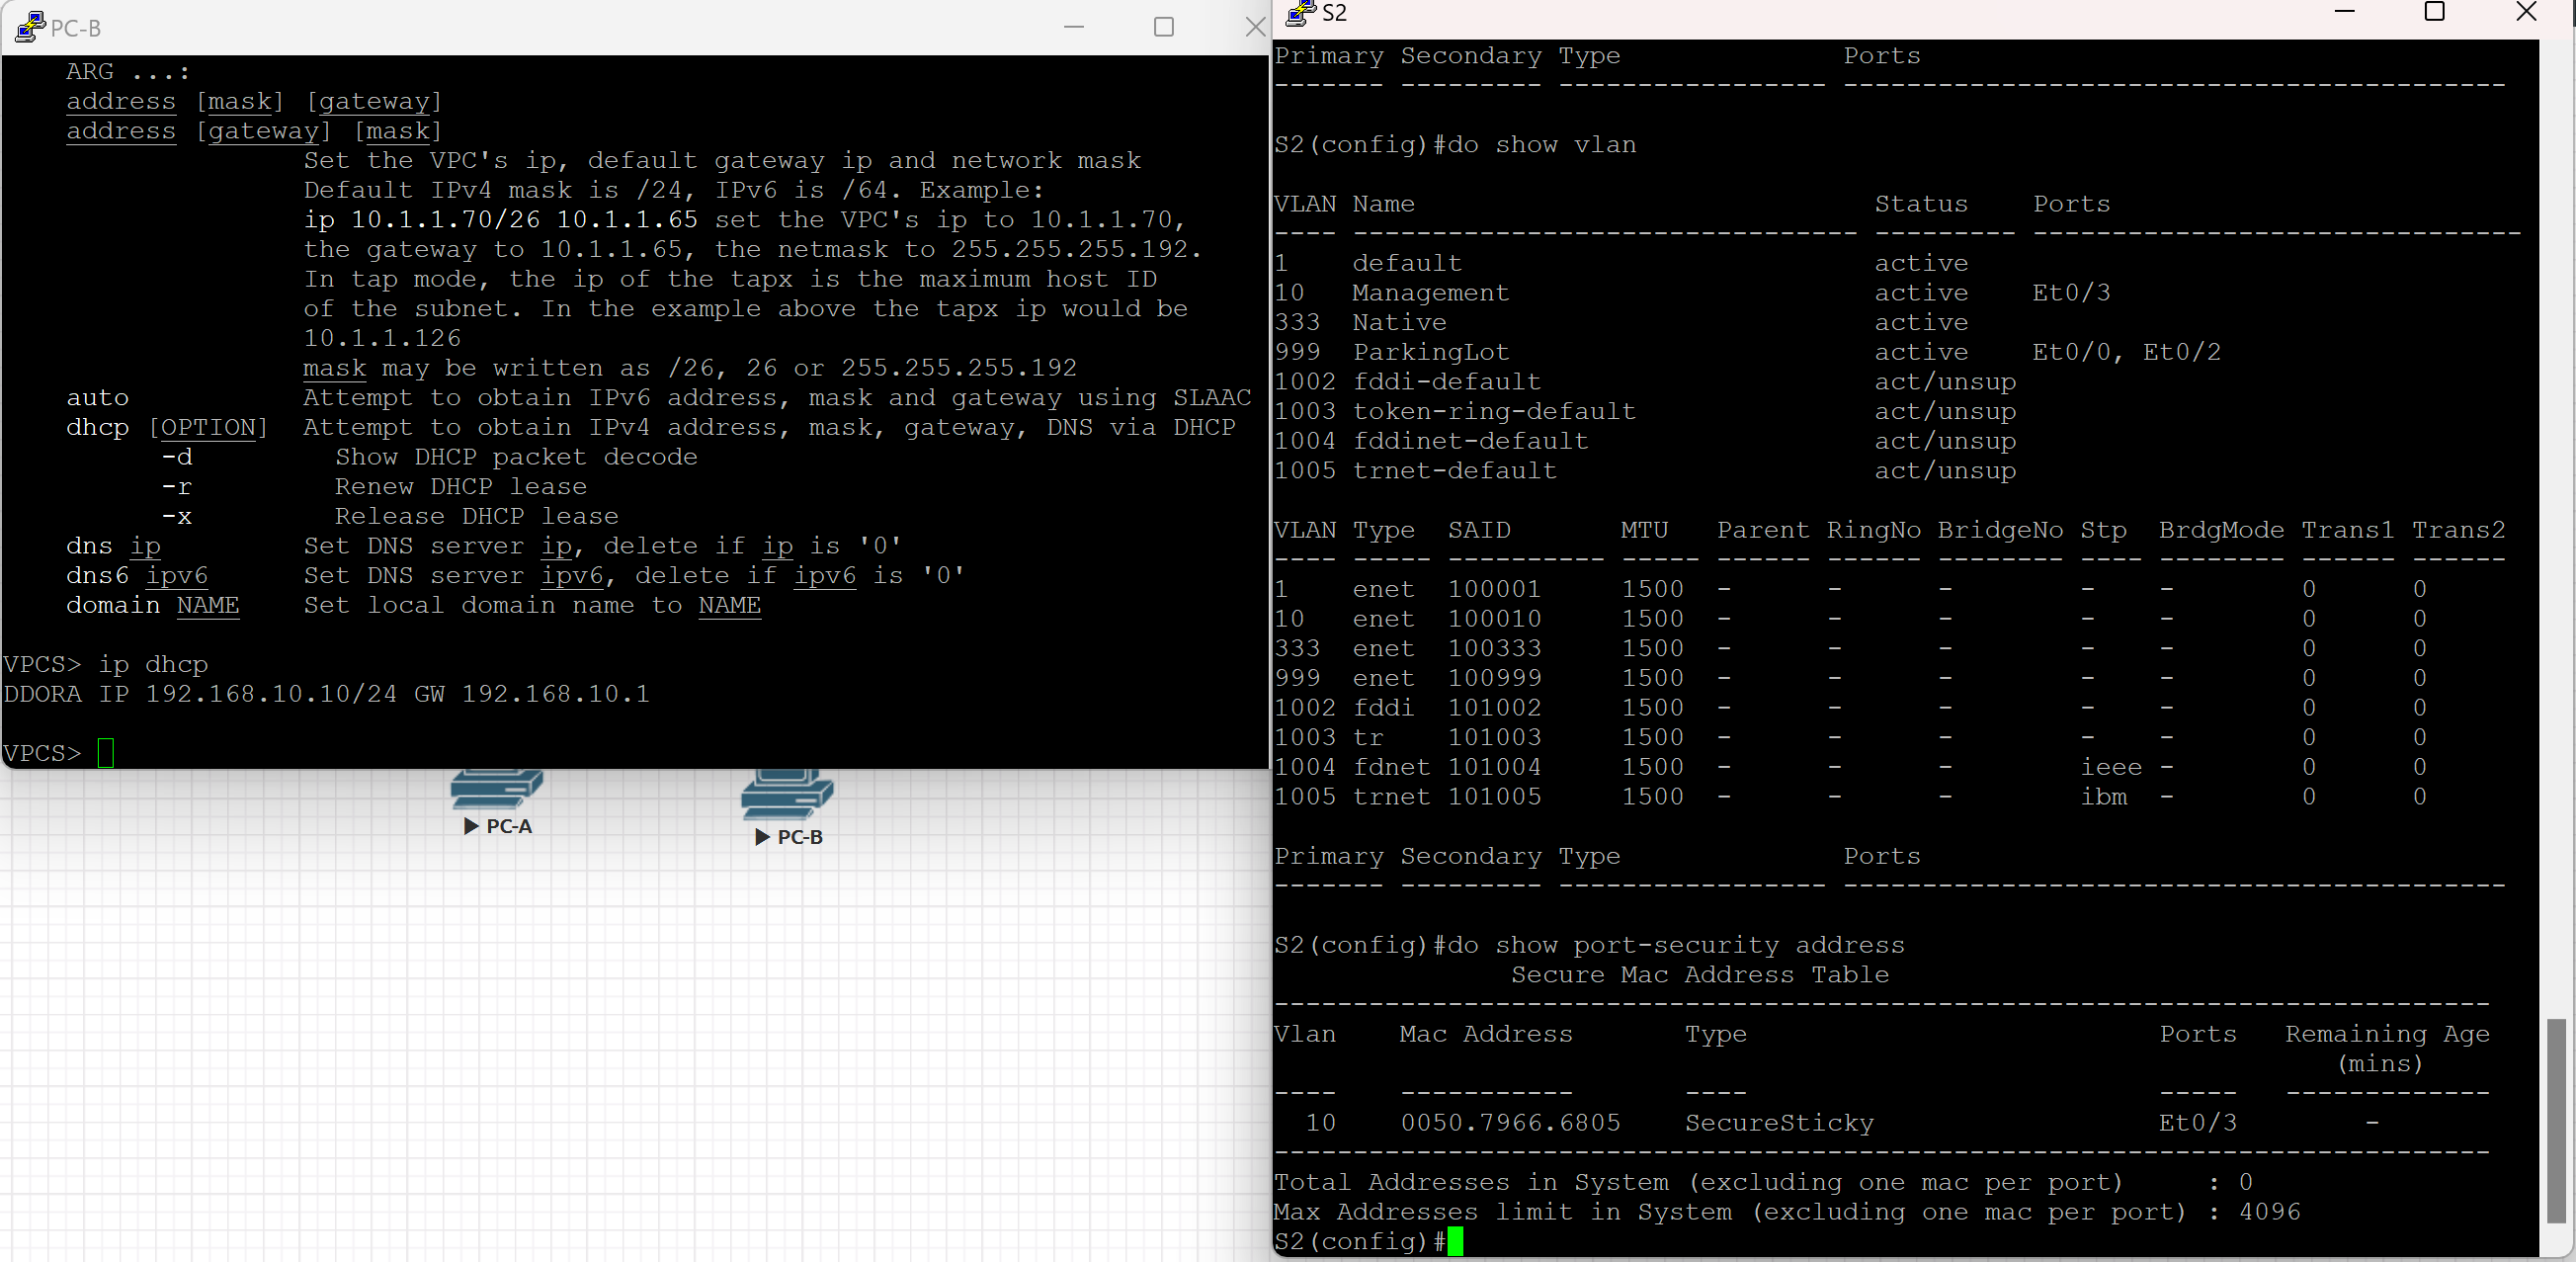 PC-B
ARG ...:
address [mask] [gateway]
address [gateway] [mask]
Set the VPC's ip, default gateway ip and network mask
Default IPv4 mask is /24, IPv6 is /64. Example:
ip 10.1.1.70/26 10.1.1.65 set the VPC's ip to 10.1.1.70,
the gateway to 10.1.1.65, the netmask to 255.255.255.192.
In tap mode, the ip of the tapx is the maximum host ID
of the subnet. In the example above the tapx ip would be
10.1.1.126
mask may be written as /26, 26 or 255.255.255.192
auto Attempt to obtain IPv6 address, mask and gateway using SLAAC
dhcp [OPTION] Attempt to obtain IPv4 address, mask, gateway, DNS via DHCP
-d Show DHCP packet decode
-r Renew DHCP lease
-x Release DHCP lease
dns ip Set DNS server ip, delete if ip is '0'
dns6 ipv6 Set DNS server ipv6, delete if ipv6 is '0'
domain NAME Set local domain name to NAME
VPCS> ip dhcp
DDORA IP 192.168.10.10/24 GW 192.168.10.1
VPCS>
PC-A
PC-B
S2
Primary Secondary Type Ports
------- --------- ----------------- ------------------------------------------
S2(config)#do show vlan
VLAN Name Status Ports
---- -------------------------------- --------- -------------------------------
1 default active
10 Management active Et0/3
333 Native active
999 ParkingLot active Et0/0, Et0/2
1002 fddi-default act/unsup
1003 token-ring-default act/unsup
1004 fddinet-default act/unsup
1005 trnet-default act/unsup
VLAN Type SAID MTU Parent RingNo BridgeNo Stp BrdgMode Trans1 Trans2
---- ----- ---------- ----- ------ ------ -------- ---- -------- ------ ------
1 enet 100001 1500 - - - - - 0 0
10 enet 100010 1500 - - - - - 0 0
333 enet 100333 1500 - - - - - 0 0
999 enet 100999 1500 - - - - - 0 0
1002 fddi 101002 1500 - - - - - 0 0
1003 tr 101003 1500 - - - - - 0 0
1004 fdnet 101004 1500 - - - ieee - 0 0
1005 trnet 101005 1500 - - - ibm - 0 0
Primary Secondary Type Ports
------- --------- ----------------- ------------------------------------------
S2(config)#do show port-security address
Secure Mac Address Table
-----------------------------------------------------------------------------
Vlan Mac Address Type Ports Remaining Age
(mins)
---- ----------- ---- ----- -------------
10 0050.7966.6805 SecureSticky Et0/3 -
-----------------------------------------------------------------------------
Total Addresses in System (excluding one mac per port) : 0
Max Addresses limit in System (excluding one mac per port) : 4096
S2(config)#